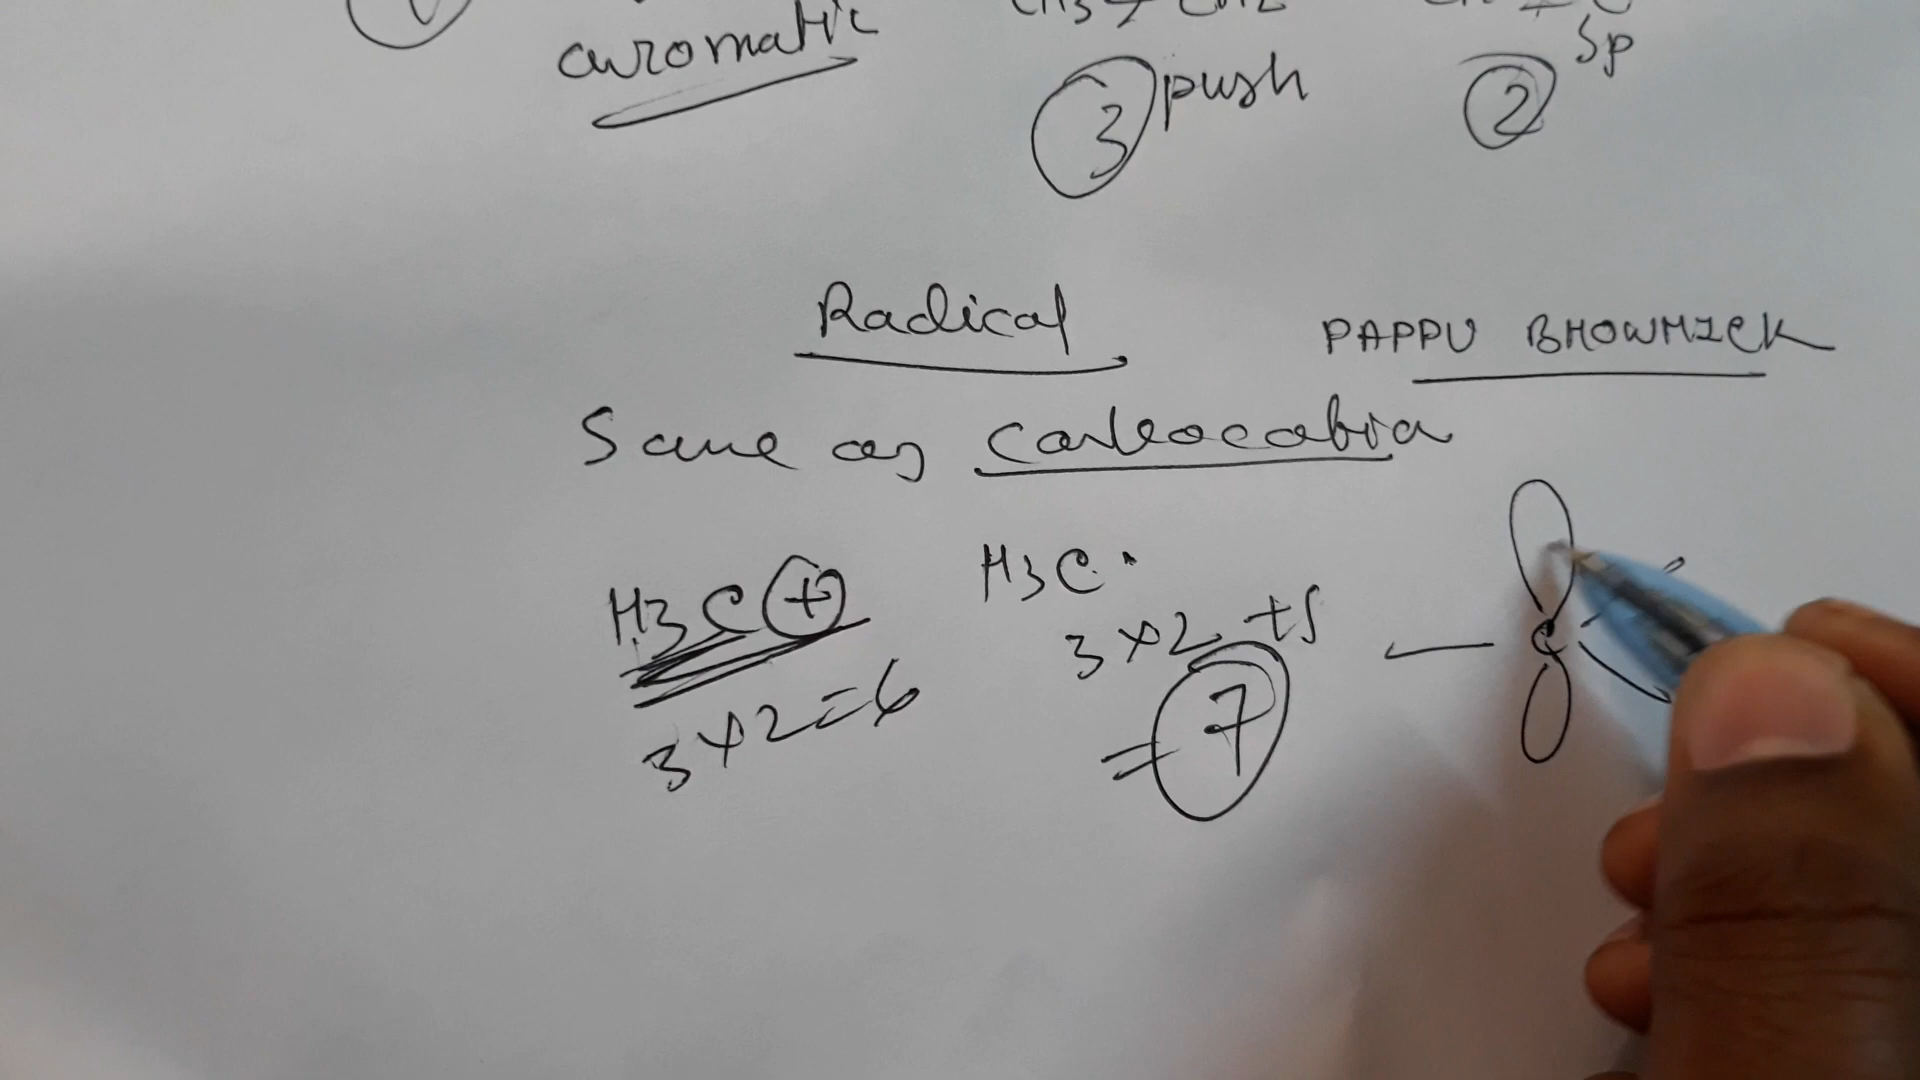 aromatic
Sp
3 push
2
Radical
PAPPU BHOWMICK
Same as
H3C+
H3C·
3×2=6
3×2 +1
=7
C